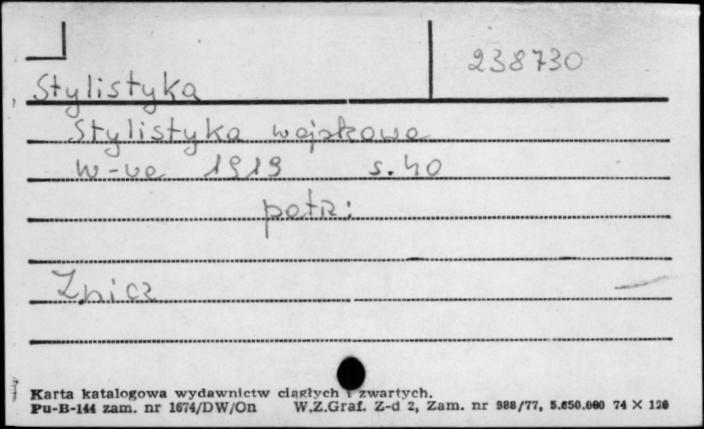 238730
Stylistyka
Stylistyka wojskowa
W-wa 1919 s. 40
patrz:
Znicz
Karta katalogowa wydawnictw ciągłych i zwartych.
Pu-B-144 zam. nr 1674/DW/On W.Z.Graf. Z-d 2, Zam. nr 988/77, 5.650.000 74 X 126